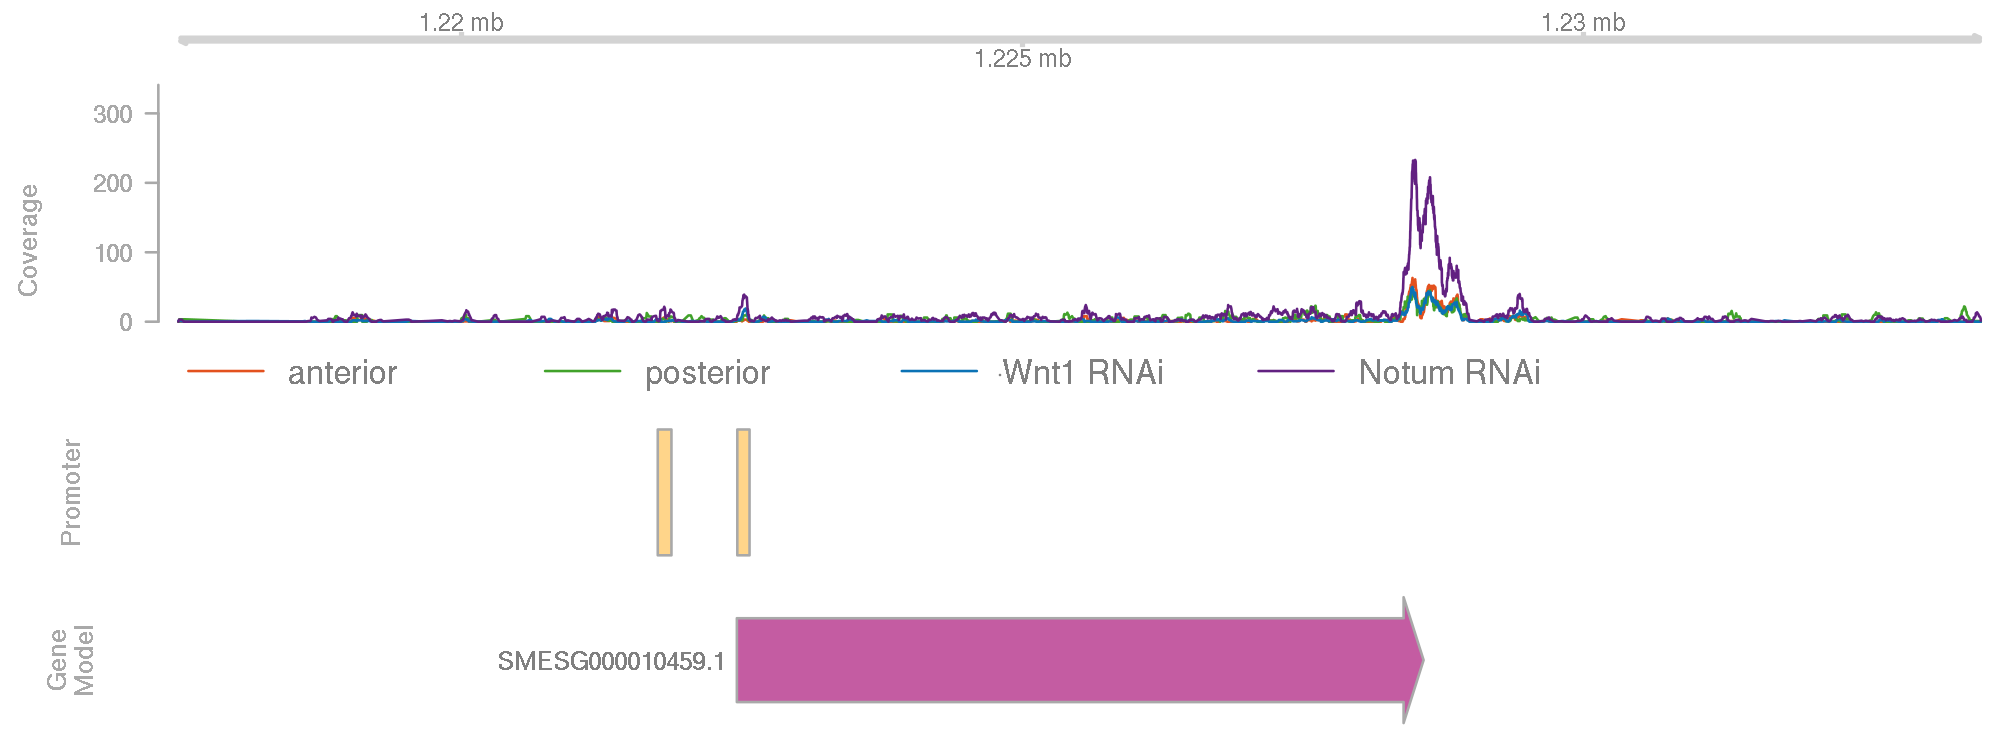 1.22 mb
1.23 mb
1.225 mb
300
200
100
0
Coverage
anterior posterior Wnt1 RNAi Notum RNAi
Promoter
SMESG000010459.1
Gene
Model